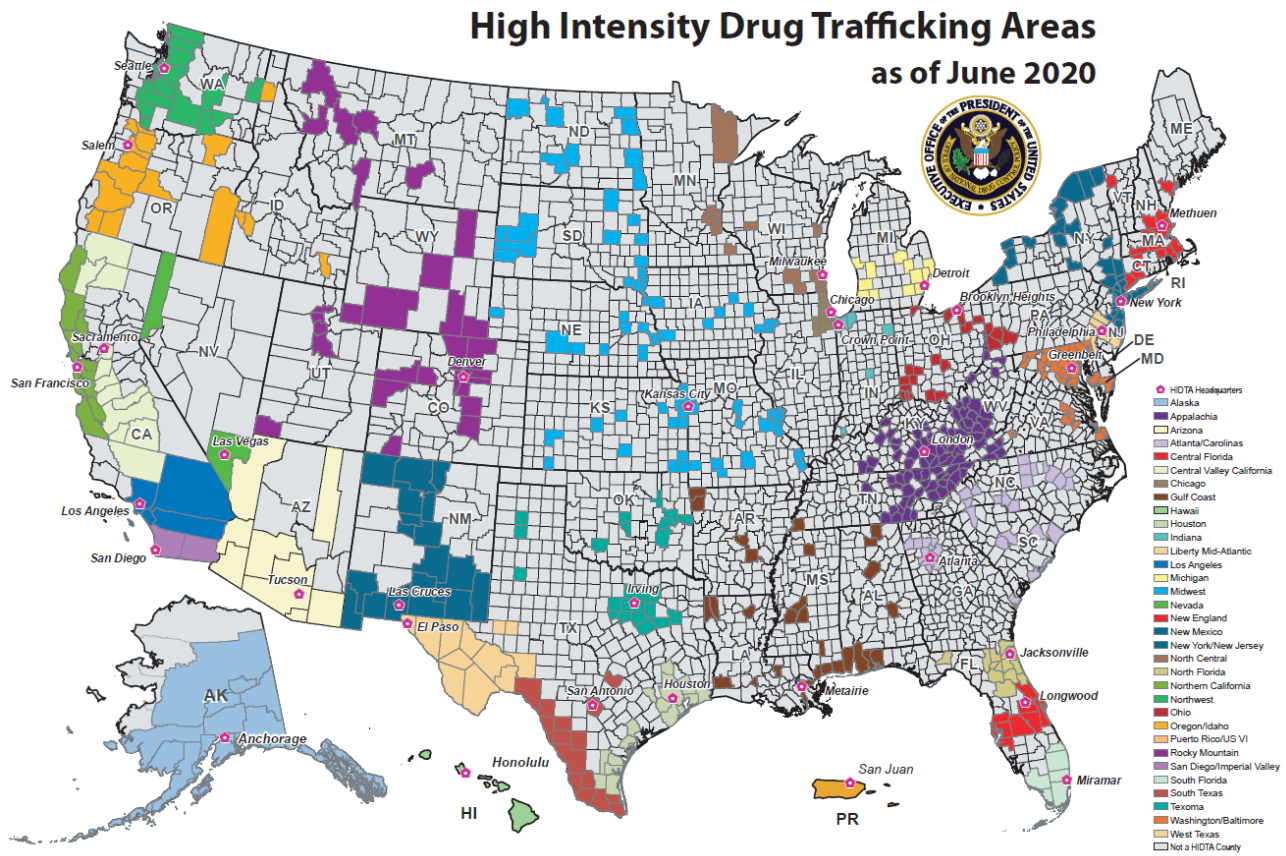 High Intensity Drug Trafficking Areas
as of June 2020
EXECUTIVE OFFICE OF THE PRESIDENT OF THE UNITED STATES
OFFICE OF NATIONAL DRUG CONTROL POLICY
Seattle
WA
Salem
OR
ID
MT
ND
MN
WI
MI
ME
VT
NH
Methuen
MA
CT
RI
NY
New York
WY
SD
Milwaukee
Detroit
Chicago
Brooklyn Heights
PA
Philadelphia
NJ
DE
MD
Greenbelt
Crown Point
OH
IA
NE
Sacramento
San Francisco
NV
UT
Denver
CO
KS
Kansas City
MO
IL
IN
KY
WV
VA
London
CA
Las Vegas
Los Angeles
San Diego
AZ
Tucson
NM
Las Cruces
El Paso
OK
AR
TN
NC
SC
Atlanta
GA
MS
AL
Irving
TX
LA
Metairie
San Antonio
Houston
FL
Jacksonville
Longwood
Miramar
AK
Anchorage
Honolulu
HI
San Juan
PR
HIDTA Headquarters
Alaska
Appalachia
Arizona
Atlanta/Carolinas
Central Florida
Central Valley California
Chicago
Gulf Coast
Hawaii
Houston
Indiana
Liberty Mid-Atlantic
Los Angeles
Michigan
Midwest
Nevada
New England
New Mexico
New York/New Jersey
North Central
North Florida
Northern California
Northwest
Ohio
Oregon/Idaho
Puerto Rico/US VI
Rocky Mountain
San Diego/Imperial Valley
South Florida
South Texas
Texoma
Washington/Baltimore
West Texas
Not a HIDTA County